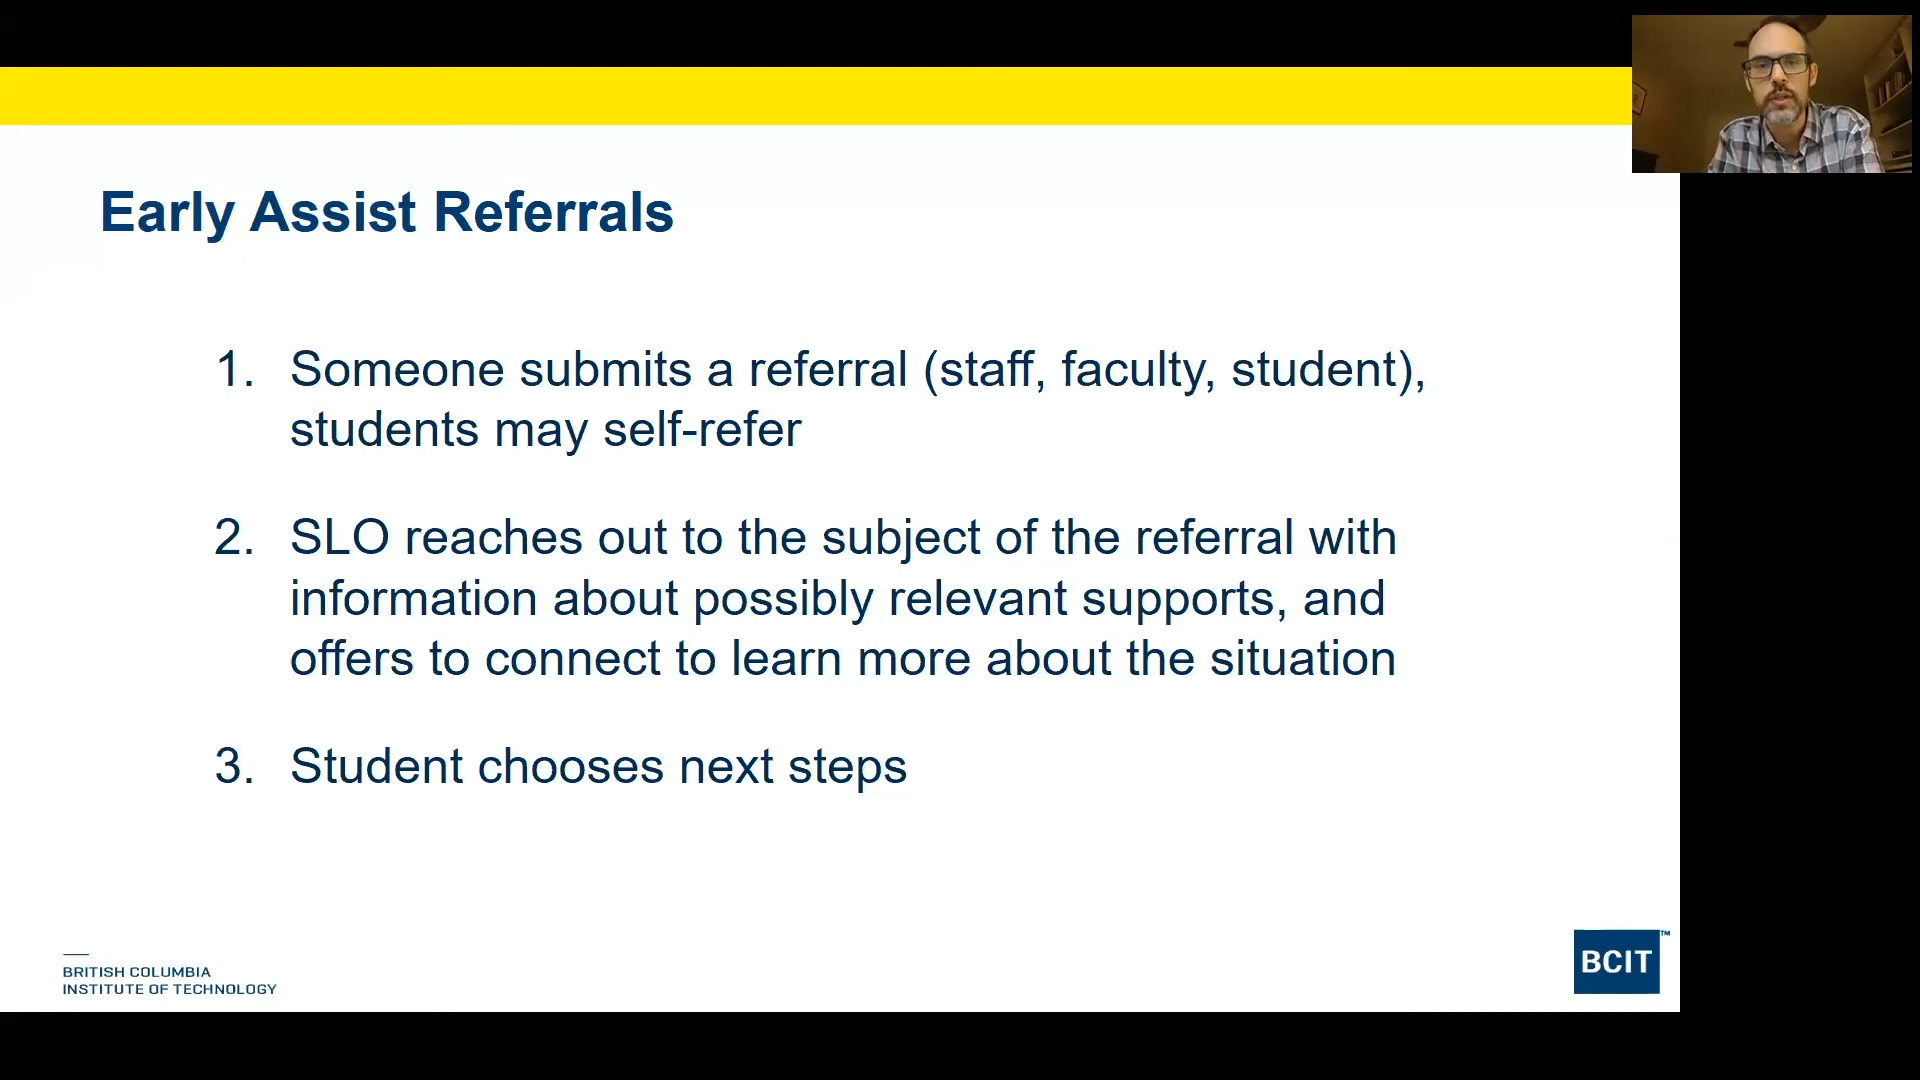 Early Assist Referrals
1. Someone submits a referral (staff, faculty, student),
students may self-refer
2. SLO reaches out to the subject of the referral with
information about possibly relevant supports, and
offers to connect to learn more about the situation
3. Student chooses next steps
BRITISH COLUMBIA
INSTITUTE OF TECHNOLOGY
BCIT™